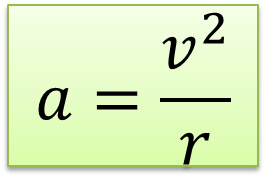 a = v²/r